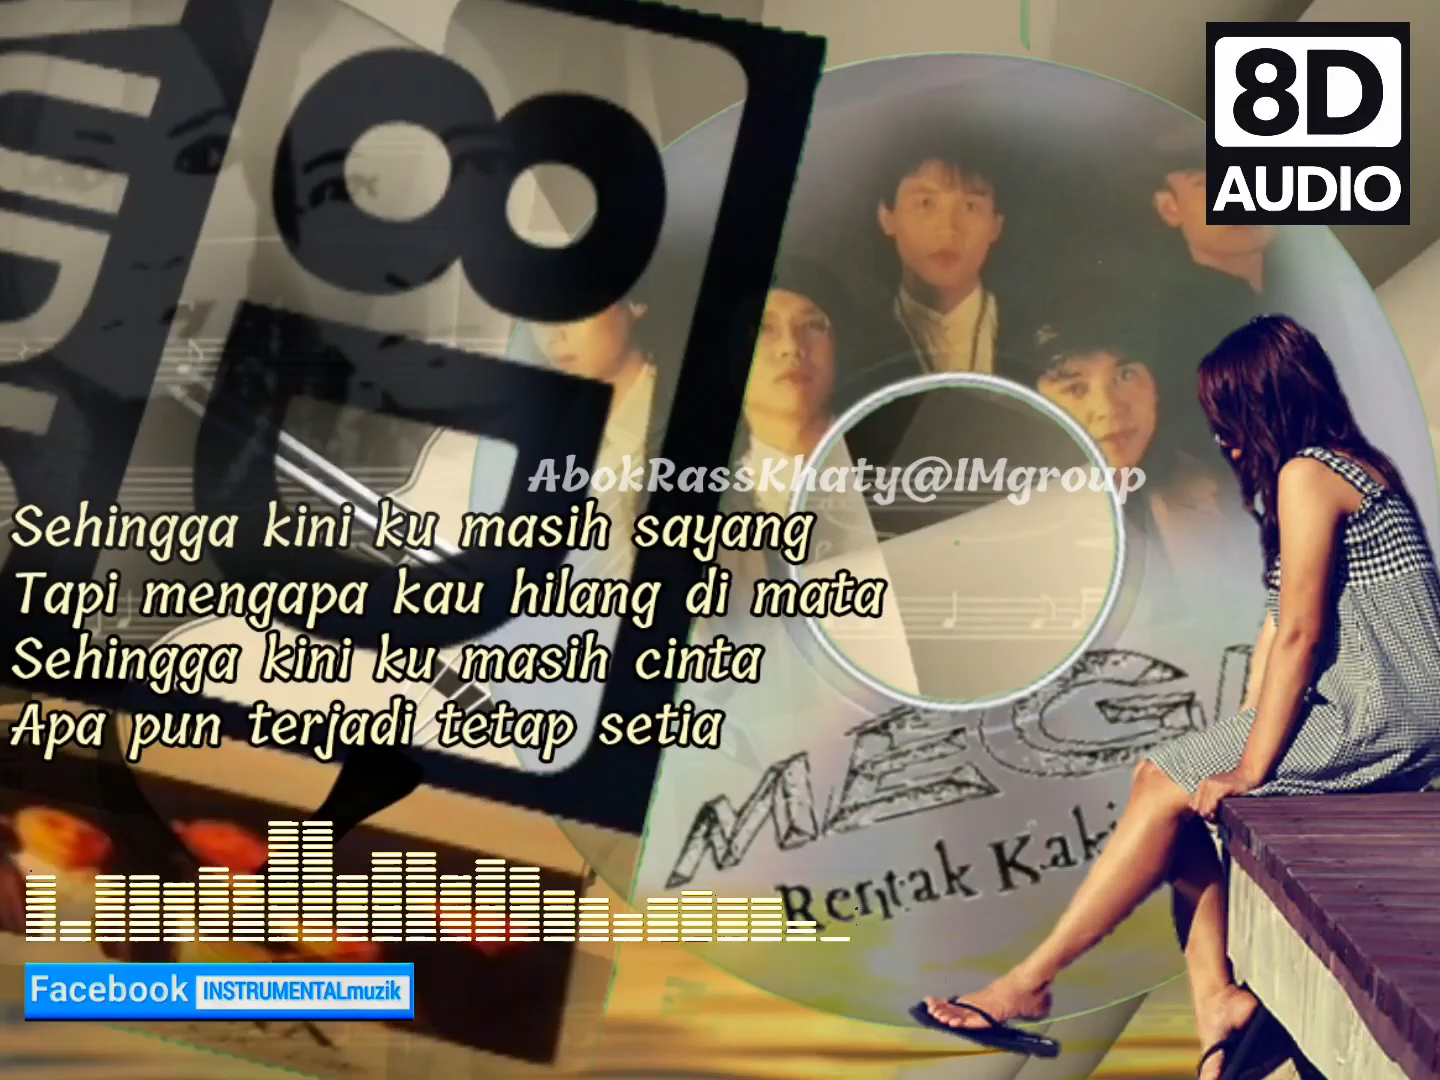 8D
AUDIO
AbokRassKhaty@IMgroup
Sehingga kini ku masih sayang
Tapi mengapa kau hilang di mata
Sehingga kini ku masih cinta
Apa pun terjadi tetap setia
Rentak Kaki
Facebook INSTRUMENTALmuzik